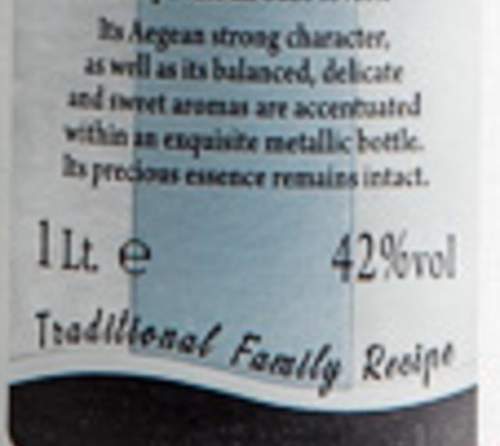 Its Aegean strong character,
as well as its balanced, delicate
and sweet aromas are accentuated
within an exquisite metallic bottle.
Its precious essence remains intact.
1 Lt. e 42%vol
Traditional Family Recipe